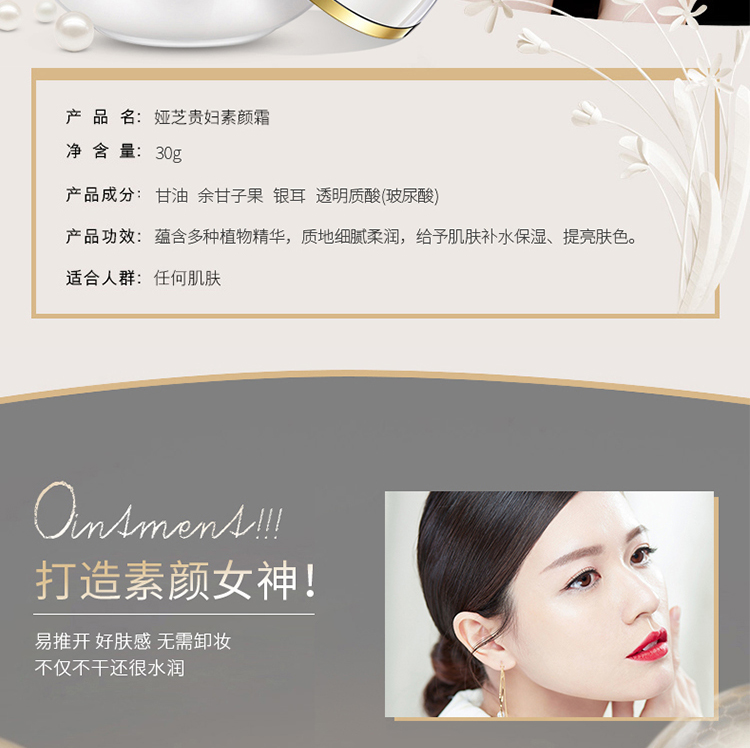 产品名：娅芝贵妇素颜霜
净含量：30g
产品成分：甘油 余甘子果 银耳 透明质酸(玻尿酸)
产品功效：蕴含多种植物精华，质地细腻柔润，给予肌肤补水保湿、提亮肤色。
适合人群：任何肌肤
Ointment!!!
打造素颜女神！
易推开 好肤感 无需卸妆
不仅不干还很水润